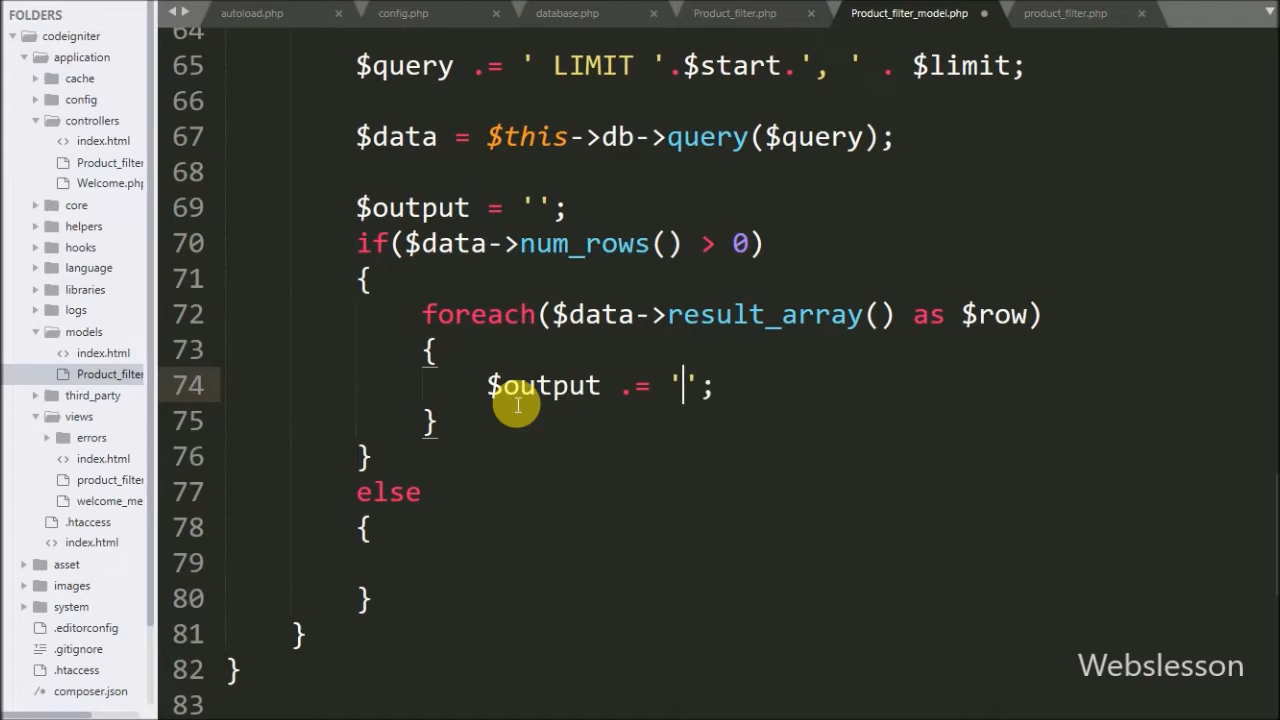 FOLDERS
codeigniter
application
cache
config
controllers
index.html
Product_filter
Welcome.php
core
helpers
hooks
language
libraries
logs
models
index.html
Product_filter
third_party
views
errors
index.html
product_filter
welcome_me
.htaccess
index.html
asset
images
system
.editorconfig
.gitignore
.htaccess
composer.json
autoload.php × config.php × database.php × Product_filter.php × Product_filter_model.php product_filter.php ×
64
65 $query .= ' LIMIT '.$start.', ' . $limit;
66
67 $data = $this->db->query($query);
68
69 $output = '';
70 if($data->num_rows() > 0)
71 {
72 foreach($data->result_array() as $row)
73 {
74 $output .= '';
75 }
76 }
77 else
78 {
79
80 }
81 }
82 }
83
Webslesson